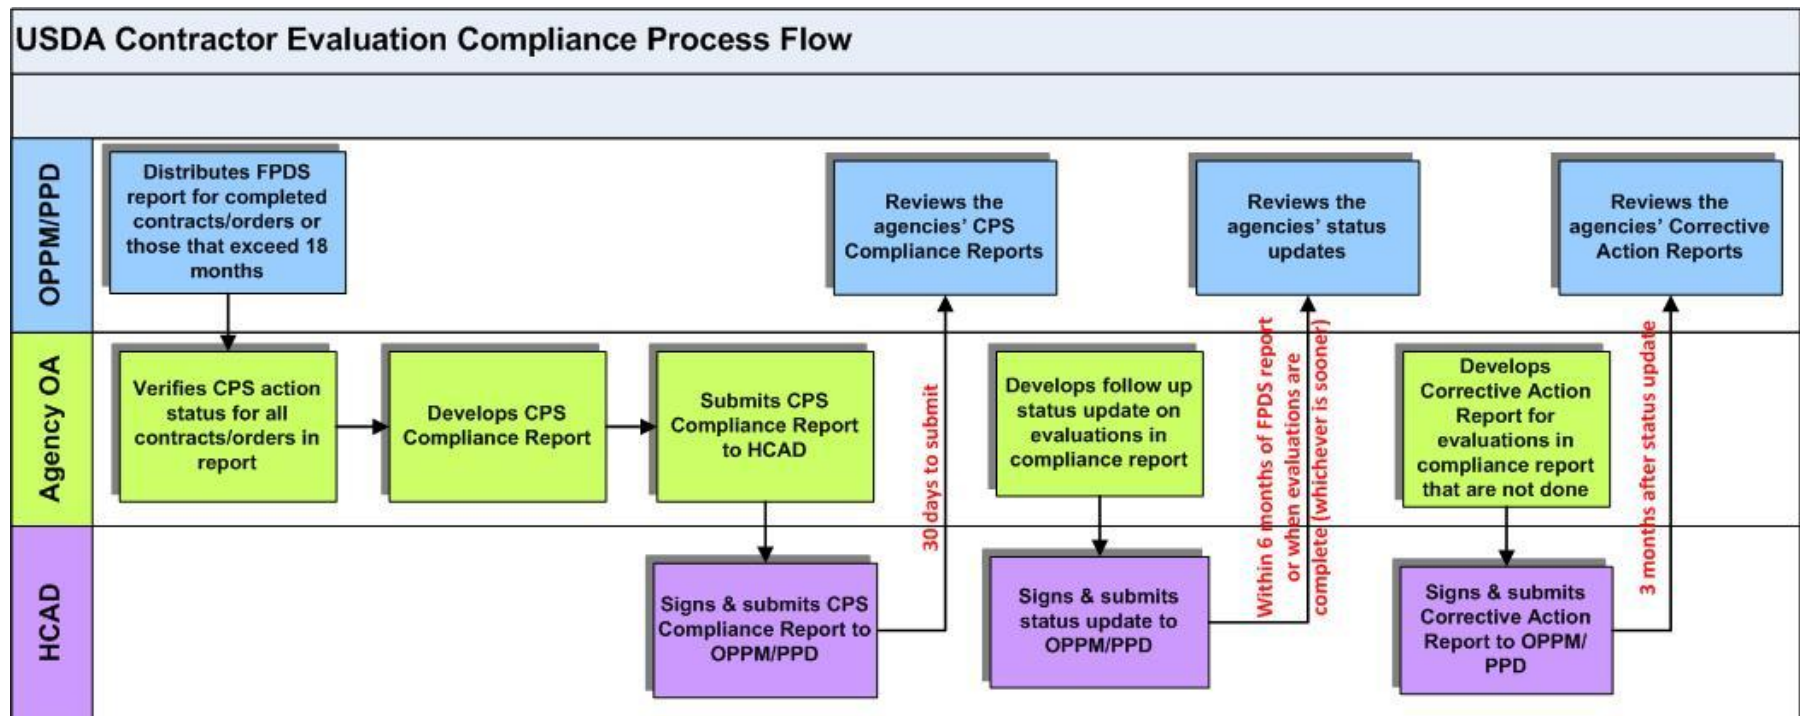 USDA Contractor Evaluation Compliance Process Flow
OPPM/PPD
Distributes FPDS
report for completed
contracts/orders or
those that exceed 18
months
Reviews the
agencies' CPS
Compliance Reports
Reviews the
agencies' status
updates
Reviews the
agencies' Corrective
Action Reports
Agency OA
Verifies CPS action
status for all
contracts/orders in
report
Develops CPS
Compliance Report
Submits CPS
Compliance Report
to HCAD
30 days to submit
Develops follow up
status update on
evaluations in
compliance report
Within 6 months of FPDS report
or when evaluations are
complete (whichever is sooner)
Develops
Corrective Action
Report for
evaluations in
compliance report
that are not done
3 months after status update
HCAD
Signs & submits CPS
Compliance Report to
OPPM/PPD
Signs & submits
status update to
OPPM/PPD
Signs & submits
Corrective Action
Report to OPPM/
PPD